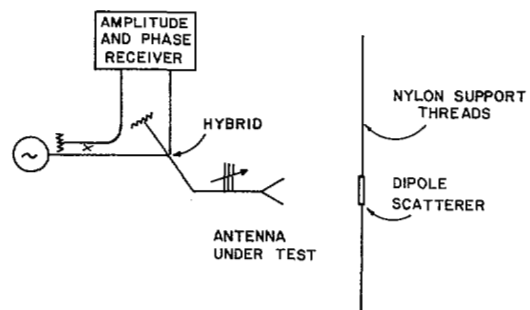 AMPLITUDE
AND PHASE
RECEIVER
HYBRID
ANTENNA
UNDER TEST
NYLON SUPPORT
THREADS
DIPOLE
SCATTERER